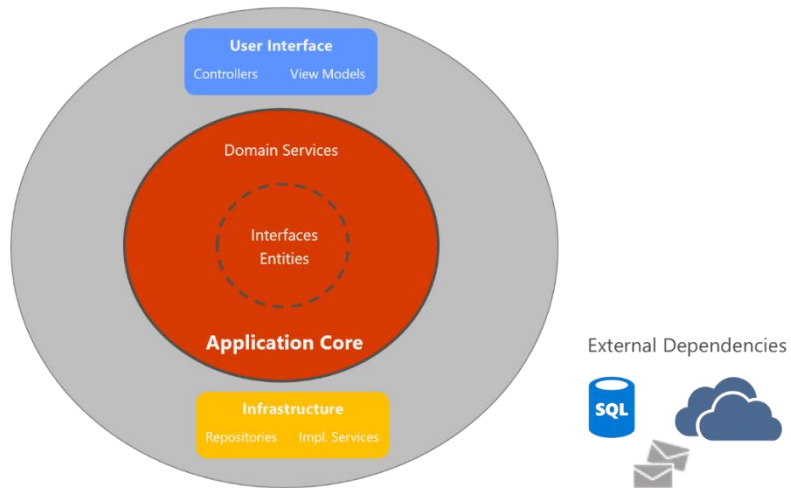 User Interface
Controllers View Models
Domain Services
Interfaces
Entities
Application Core
Infrastructure
Repositories Impl. Services
External Dependencies
SQL